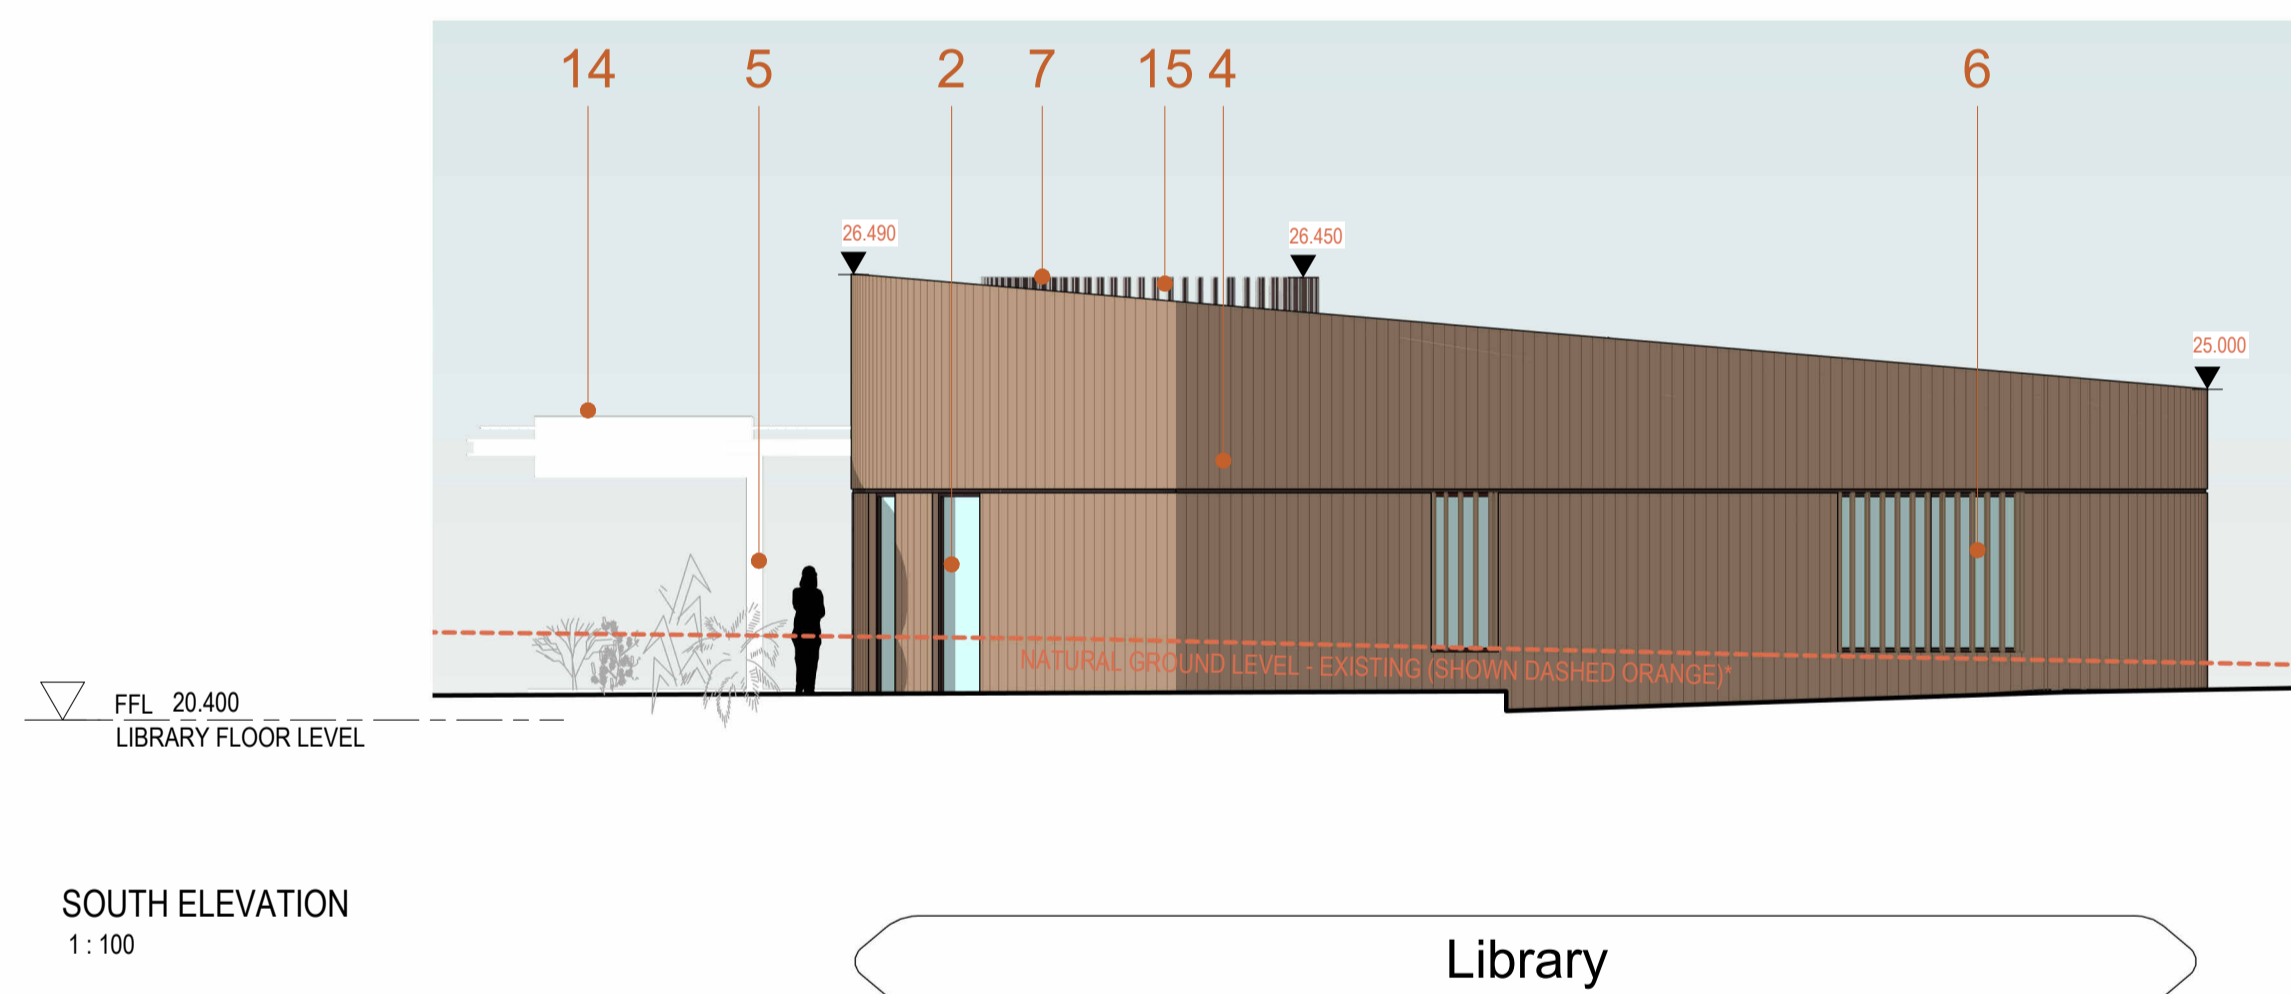 14 5 2 7 15 4 6
26.490
26.450
25.000
NATURAL GROUND LEVEL - EXISTING (SHOWN DASHED ORANGE)*
FFL 20.400
LIBRARY FLOOR LEVEL
SOUTH ELEVATION
1 : 100
Library